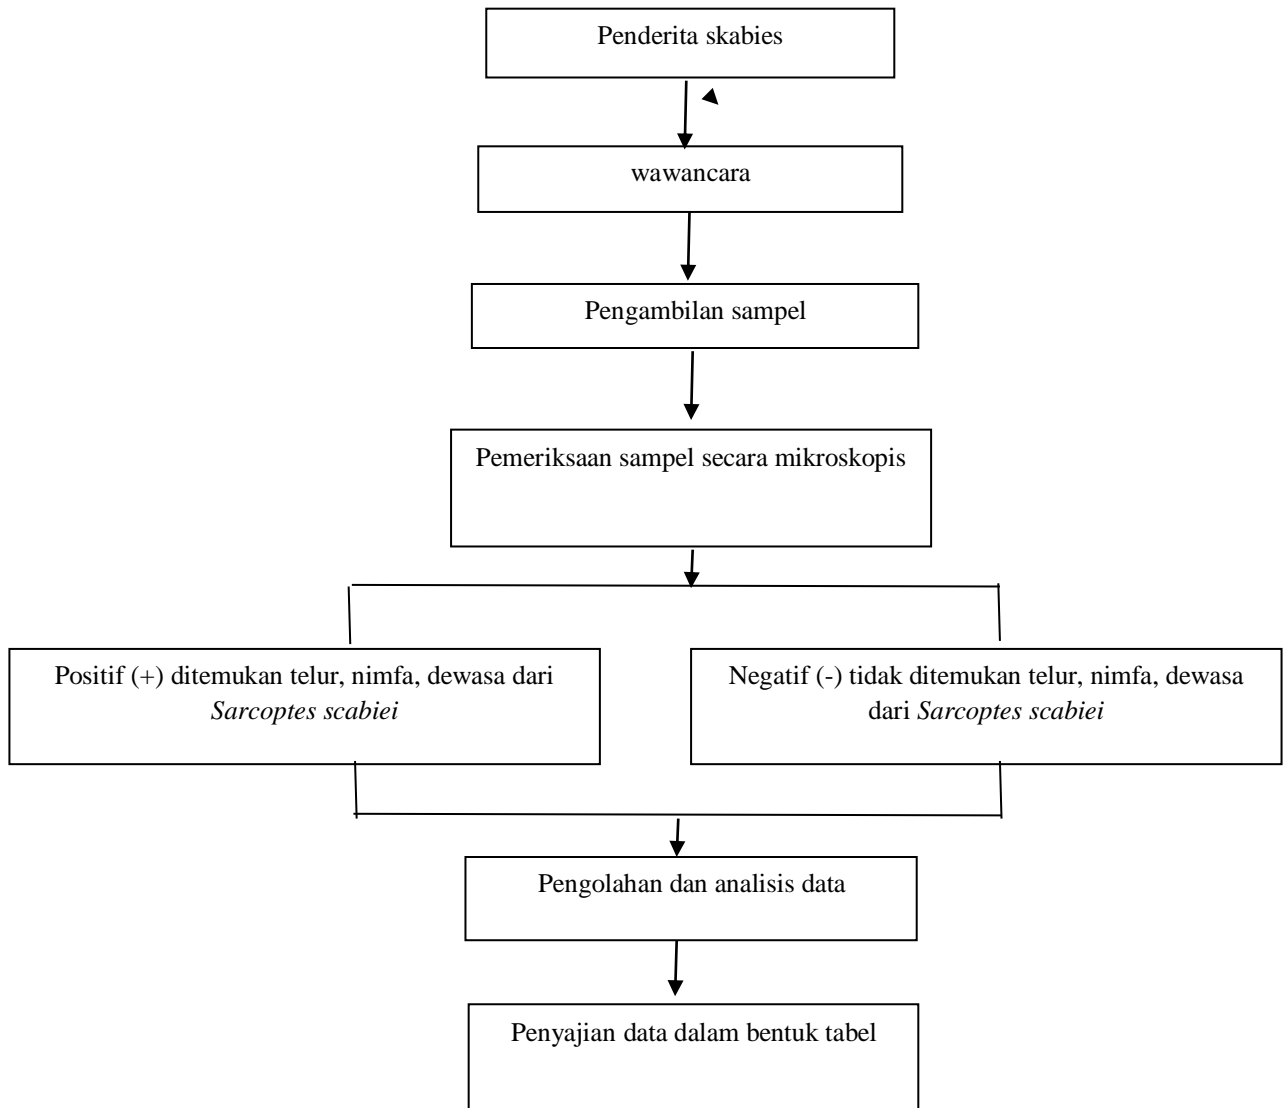 Penderita skabies
wawancara
Pengambilan sampel
Pemeriksaan sampel secara mikroskopis
Positif (+) ditemukan telur, nimfa, dewasa dari
Sarcoptes scabiei
Negatif (-) tidak ditemukan telur, nimfa, dewasa
dari Sarcoptes scabiei
Pengolahan dan analisis data
Penyajian data dalam bentuk tabel